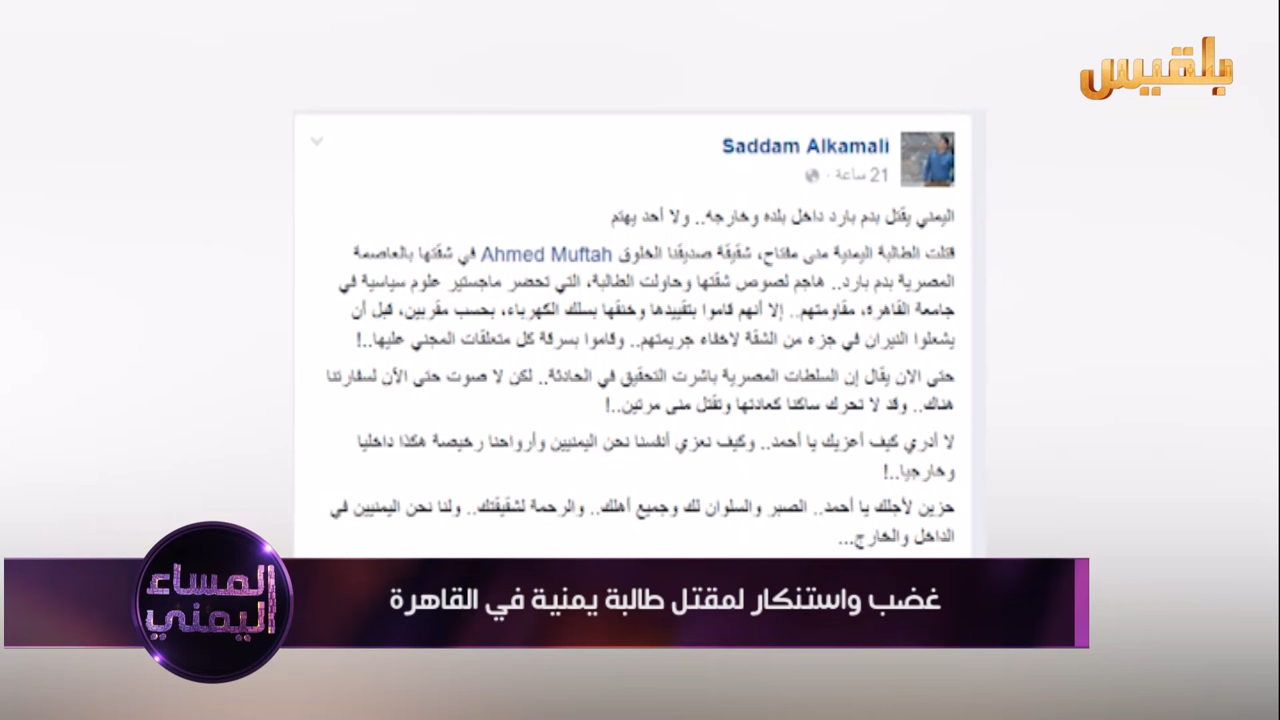 بلقيس
Saddam Alkamali
21 ساعة ·
اليمني يقتل بدم بارد داخل بلده وخارجه.. ولا أحد يهتم
قتلت الطالبة اليمنية منى مفتاح، شقيقة صديقنا الخلوق Ahmed Muftah في شقتها بالعاصمة
المصرية بدم بارد.. هاجم لصوص شقتها وحاولت الطالبة، التي تحضر ماجستير علوم سياسية في
جامعة القاهرة، مقاومتهم.. إلا أنهم قاموا بتقييدها وخنقها بسلك الكهرباء، بحسب مقربين، قبل أن
يشعلوا النيران في جزء من الشقة لاخفاء جريمتهم.. وقاموا بسرقة كل متعلقات المجني عليها..!
حتى الان يقال إن السلطات المصرية باشرت التحقيق في الحادثة.. لكن لا صوت حتى الأن لسفارتنا
هناك.. وقد لا تحرك ساكنا كعادتها وتقتل منى مرتين..!
لا أدري كيف أعزيك يا أحمد.. وكيف نعزي أنفسنا نحن اليمنيين وأرواحنا رخيصة هكذا داخليا
وخارجيا..!
حزين لأجلك يا أحمد.. الصبر والسلوان لك وجميع أهلك.. والرحمة لشقيقتك.. ولنا نحن اليمنيين في
الداخل والخارج...
غضب واستنكار لمقتل طالبة يمنية في القاهرة
المساء
اليمني